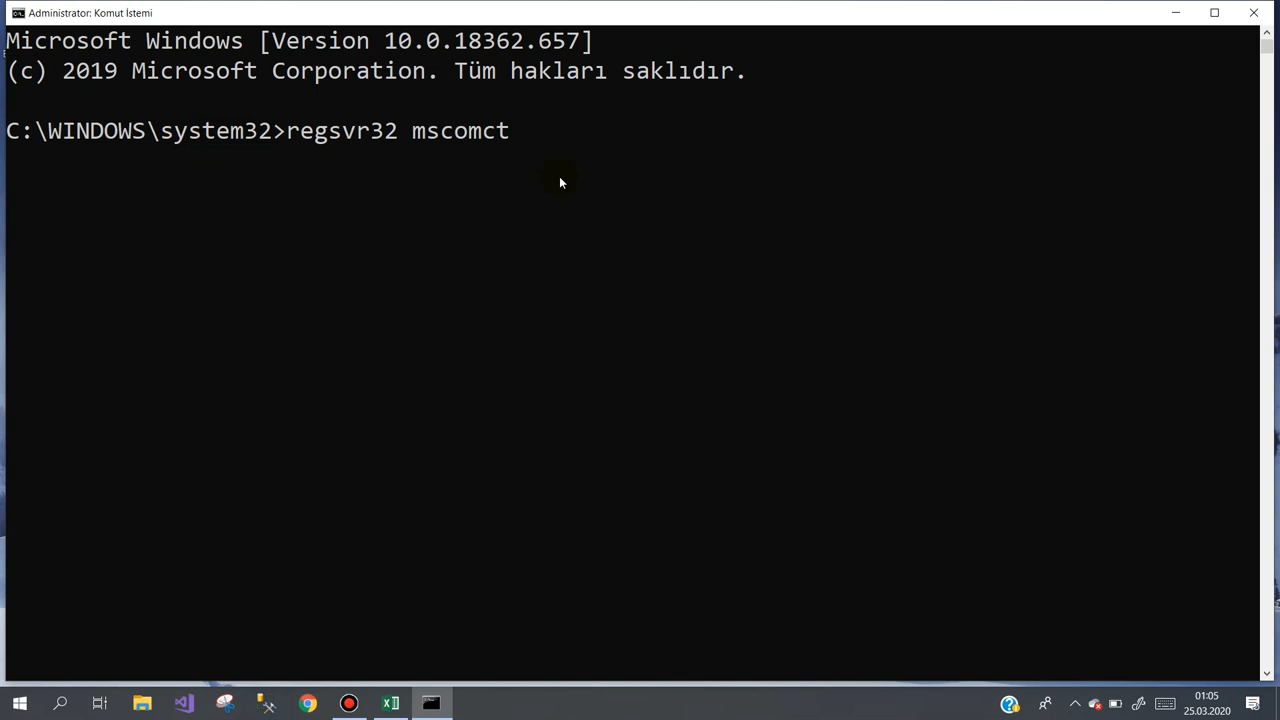 Administrator: Komut İstemi
Microsoft Windows [Version 10.0.18362.657]
(c) 2019 Microsoft Corporation. Tüm hakları saklıdır.
C:\WINDOWS\system32>regsvr32 mscomct
01:05
25.03.2020